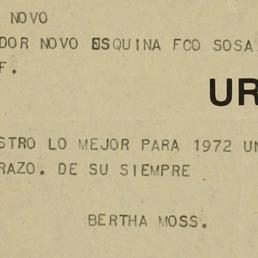 NOVO
DOR NOVO ESQUINA FCO SOSA
F.
UR
STRO LO MEJOR PARA 1972 UN
RAZO. DE SU SIEMPRE
BERTHA MOSS.